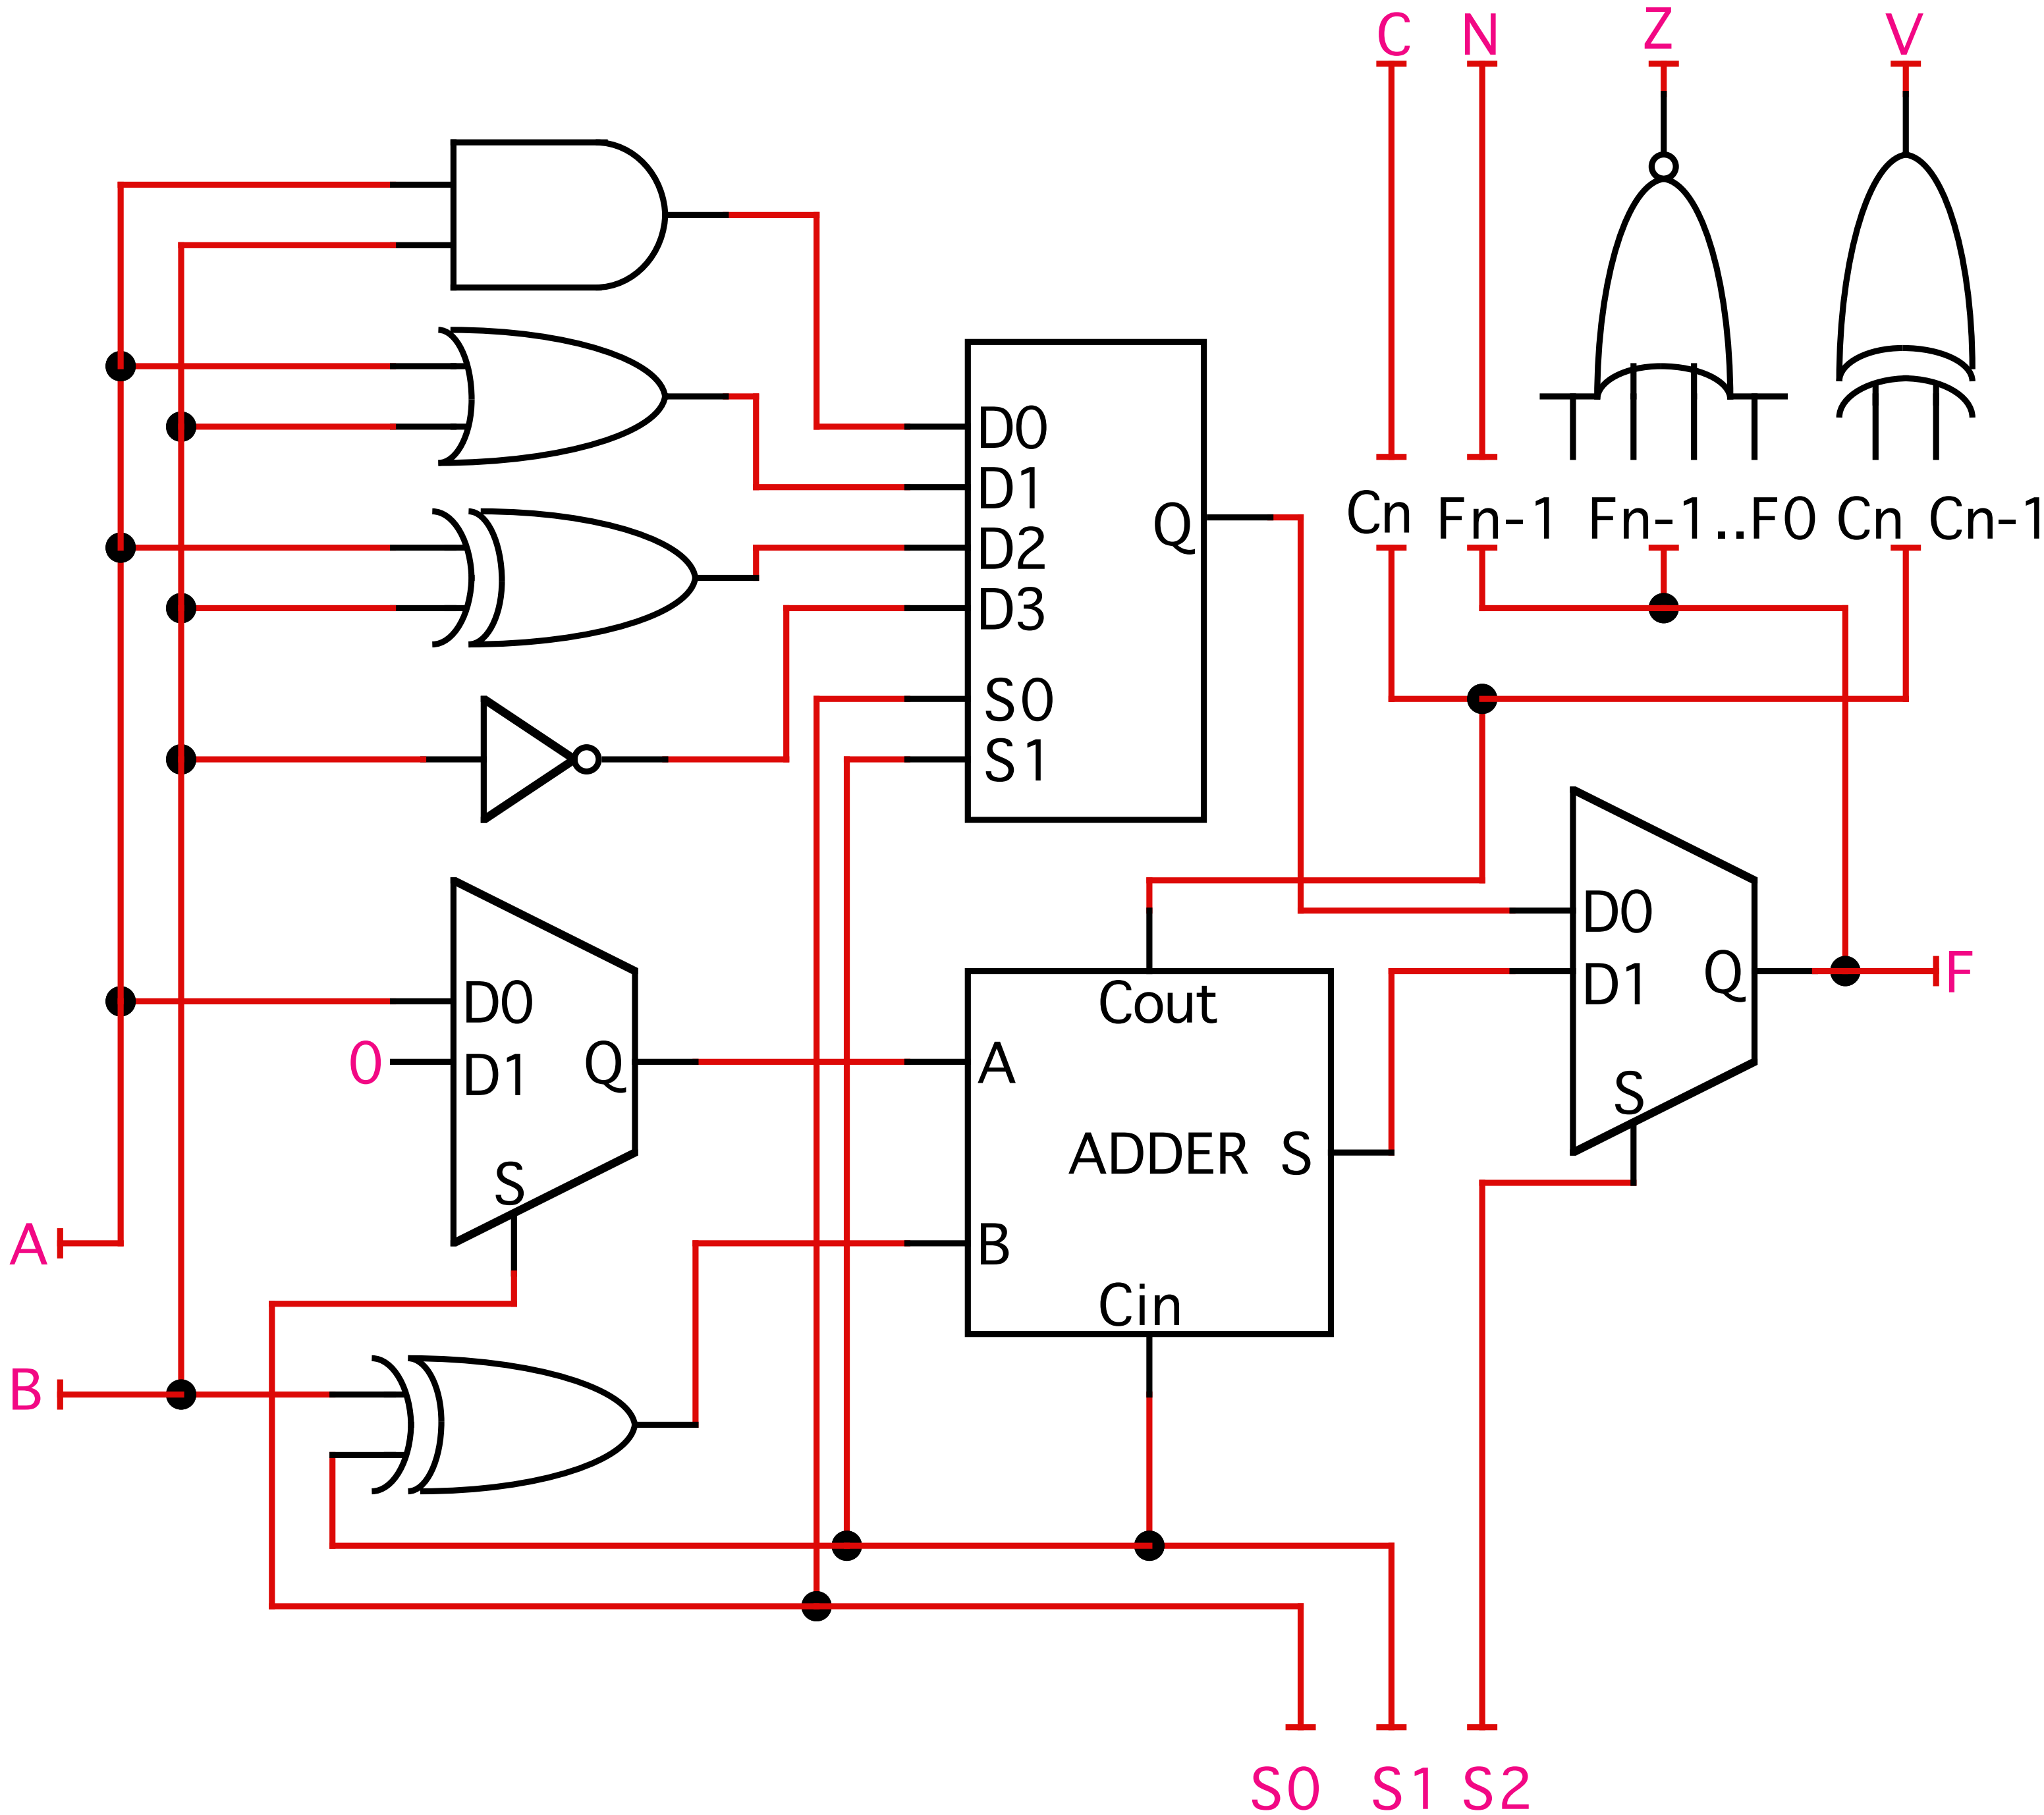 C N Z V
D0
D1
Q
D2
D3
Cn Fn-1 Fn-1..F0 Cn Cn-1
S0
S1
D0
D1 Q F
S
D0
0 D1 Q
S
Cout
A
ADDER S
B
Cin
A
B
S0 S1 S2